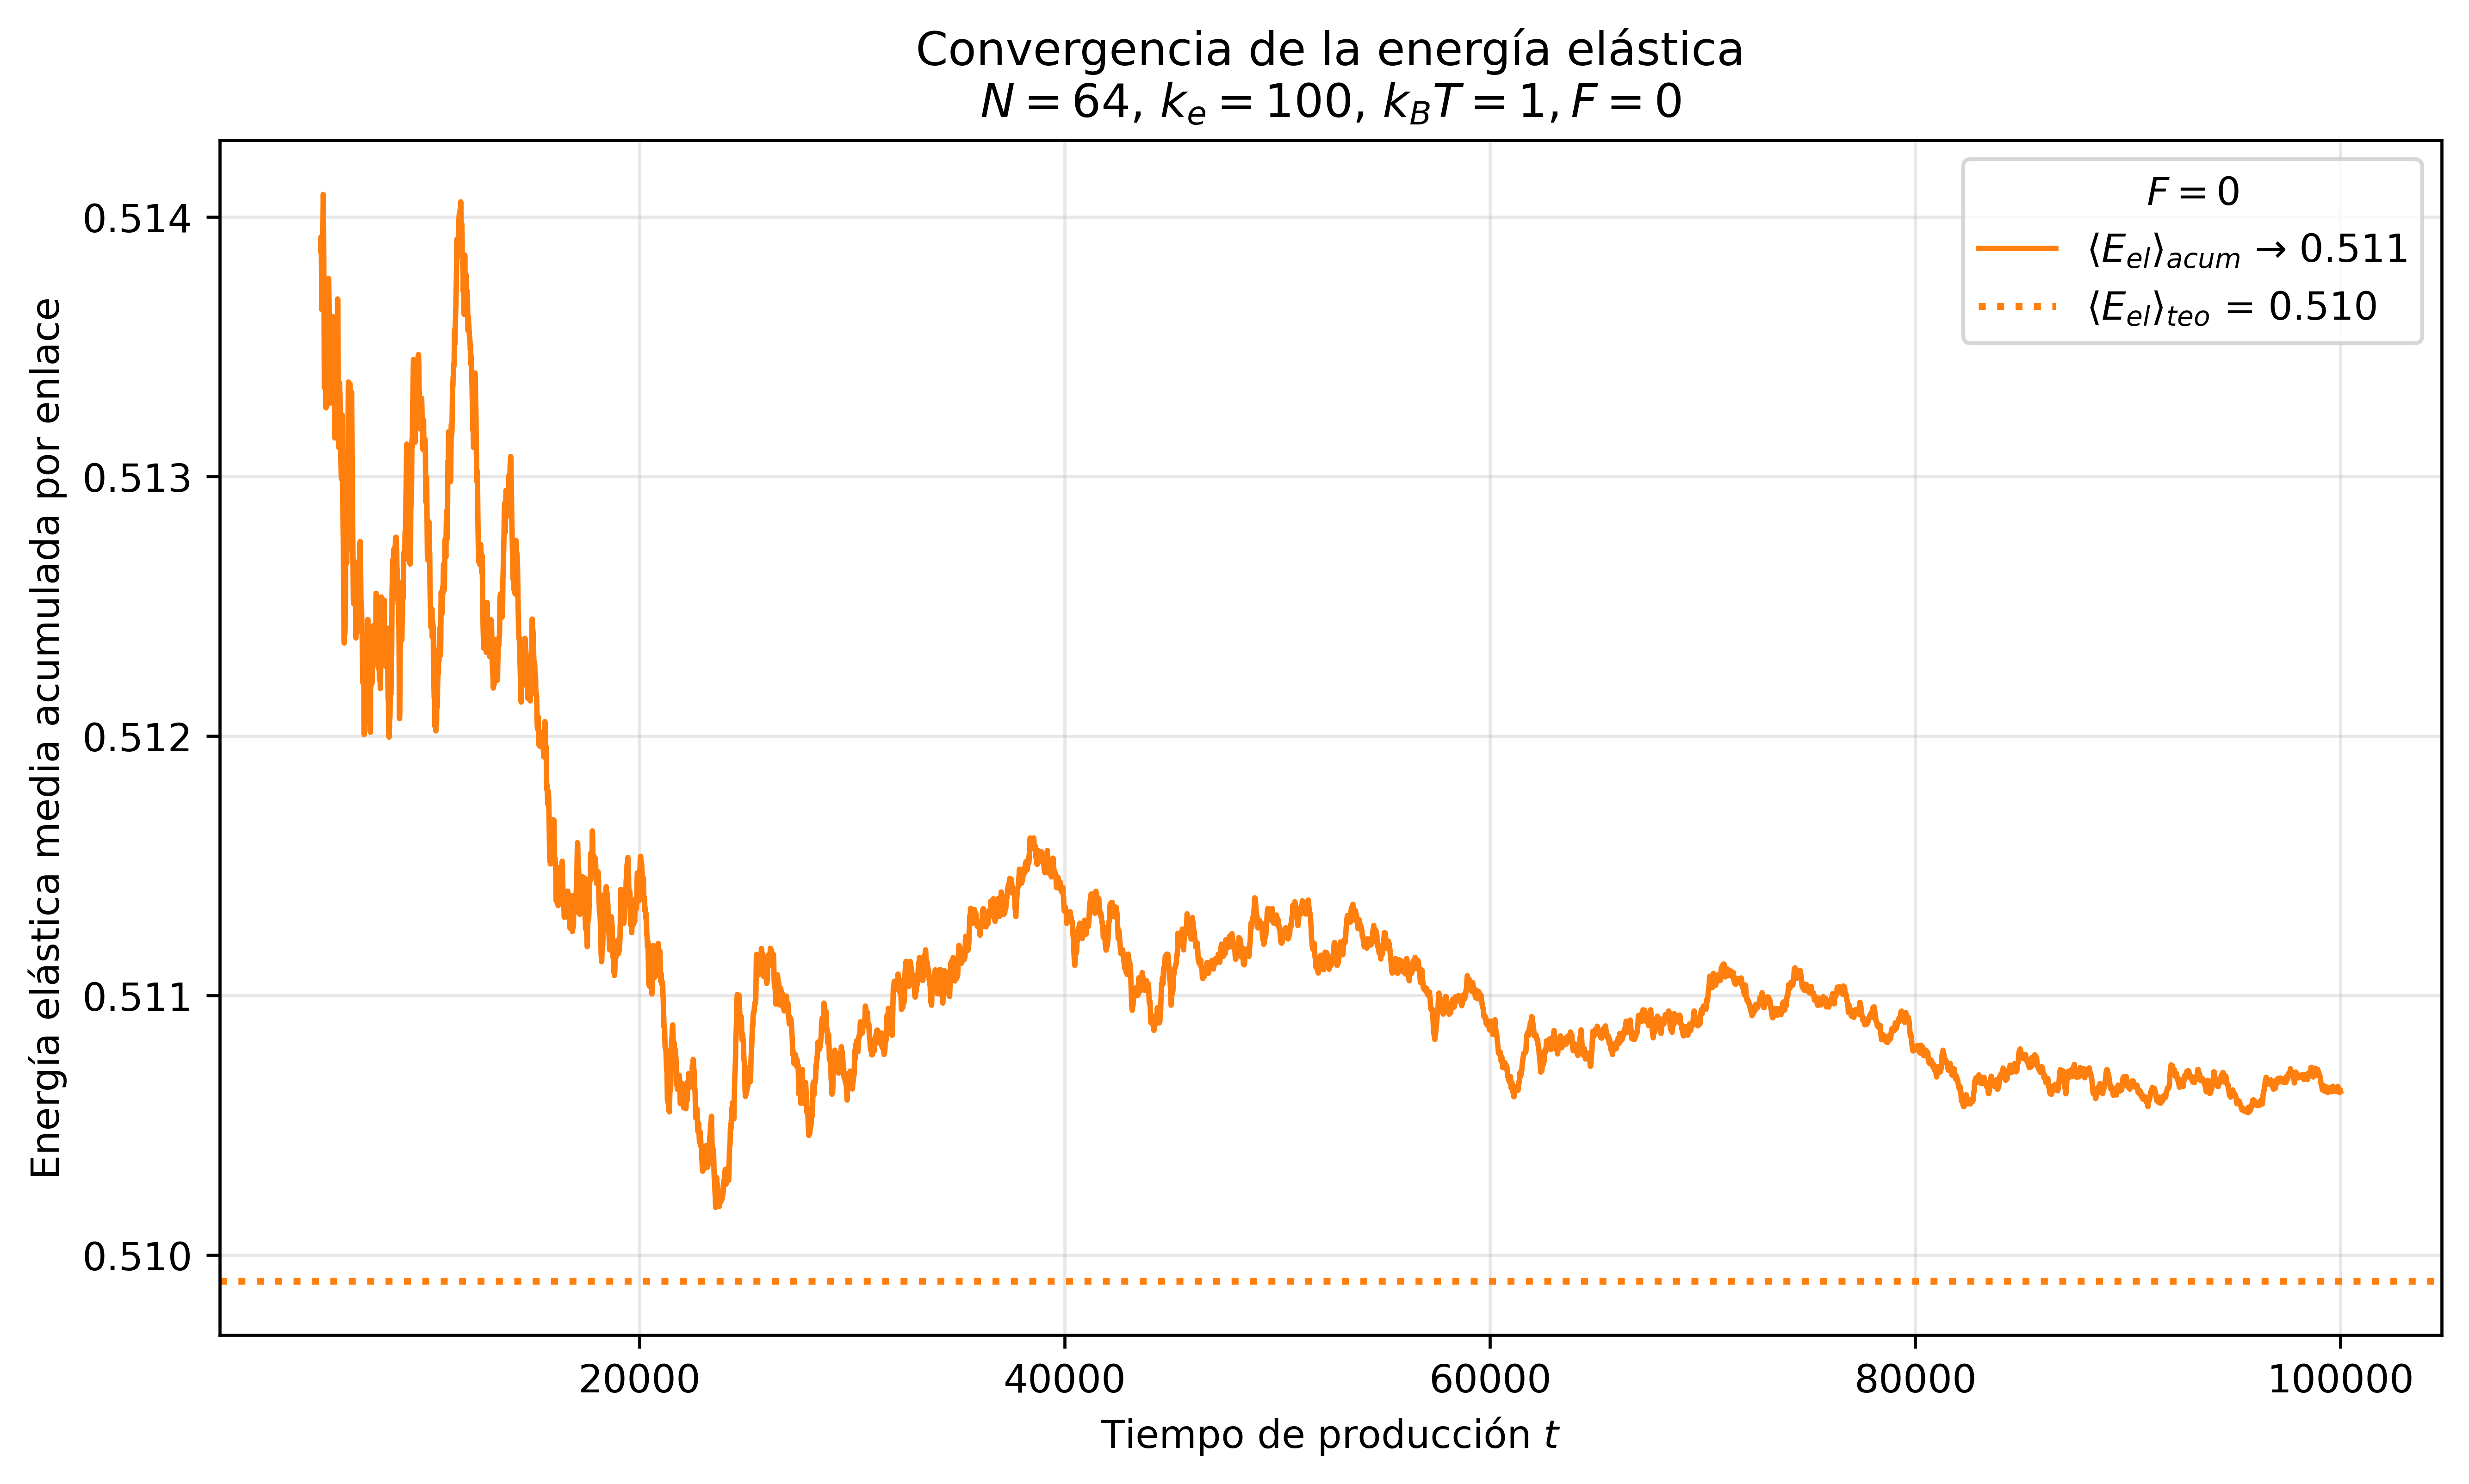 Convergencia de la energía elástica
N = 64, kₑ = 100, k_BT = 1, F = 0
F = 0
⟨E_el⟩_acum → 0.511
⟨E_el⟩_teo = 0.510
Energía elástica media acumulada por enlace
0.514
0.513
0.512
0.511
0.510
20000
40000
60000
80000
100000
Tiempo de producción t